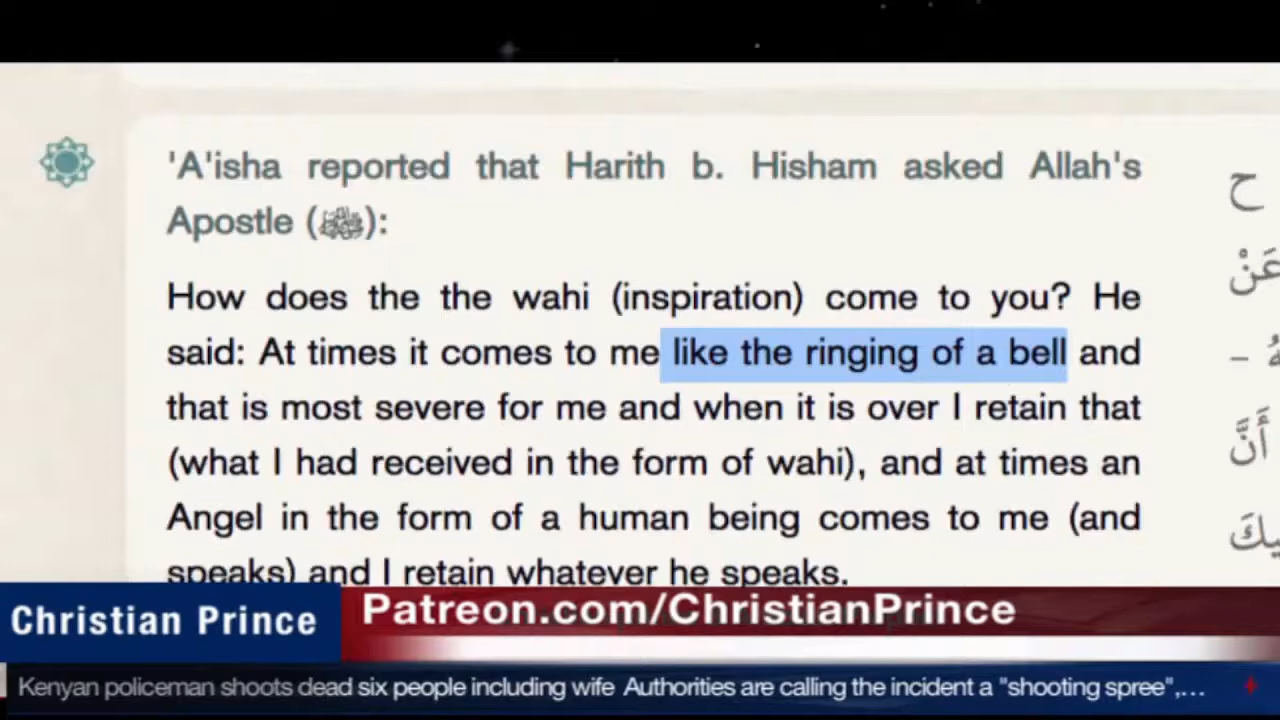 'A'isha reported that Harith b. Hisham asked Allah's
Apostle (ﷺ):
How does the the wahi (inspiration) come to you? He
said: At times it comes to me like the ringing of a bell and
that is most severe for me and when it is over I retain that
(what I had received in the form of wahi), and at times an
Angel in the form of a human being comes to me (and
speaks) and I retain whatever he speaks.
ح
عَنْ
أَنَّ
Christian Prince
Patreon.com/ChristianPrince
Kenyan policeman shoots dead six people including wife Authorities are calling the incident a "shooting spree",…